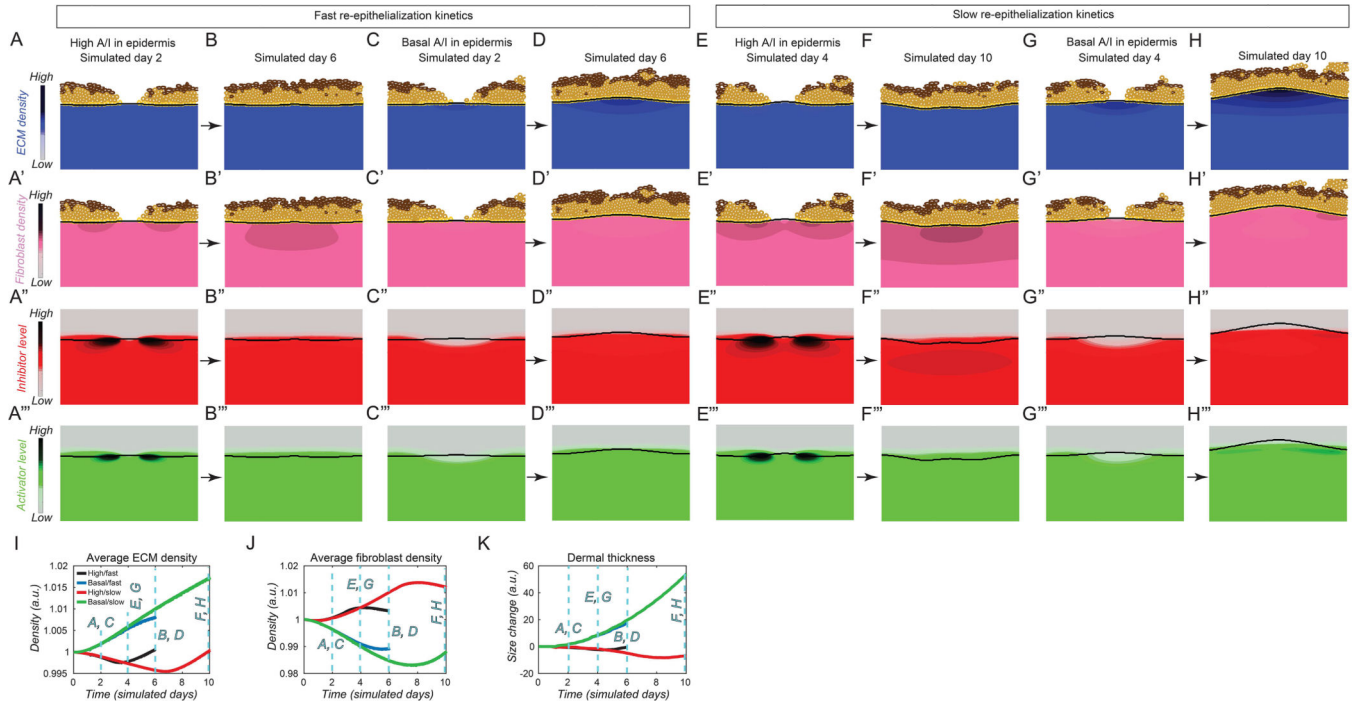 Fast re-epithelialization kinetics
Slow re-epithelialization kinetics
A
High A/I in epidermis
Simulated day 2
B
Simulated day 6
C
Basal A/I in epidermis
Simulated day 2
D
Simulated day 6
E
High A/I in epidermis
Simulated day 4
F
Simulated day 10
G
Basal A/I in epidermis
Simulated day 4
H
Simulated day 10
High
ECM density
Low
A' B' C' D' E' F' G' H'
High
Fibroblast density
Low
A'' B'' C'' D'' E'' F'' G'' H''
High
Inhibitor level
Low
A''' B''' C''' D''' E''' F''' G''' H'''
High
Activator level
Low
I
Average ECM density
1.02
1.015
1.010
1.005
1
0.995
Density (a.u.)
High/fast
Basal/fast
High/slow
Basal/slow
A, C
E, G
B, D
F, H
0 2 4 6 8 10
Time (simulated days)
J
Average fibroblast density
1.02
1.01
1
0.99
0.98
Density (a.u.)
A, C
E, G
B, D
F, H
0 2 4 6 8 10
Time (simulated days)
K
Dermal thickness
60
40
20
0
-20
Size change (a.u.)
A, C
E, G
B, D
F, H
0 2 4 6 8 10
Time (simulated days)